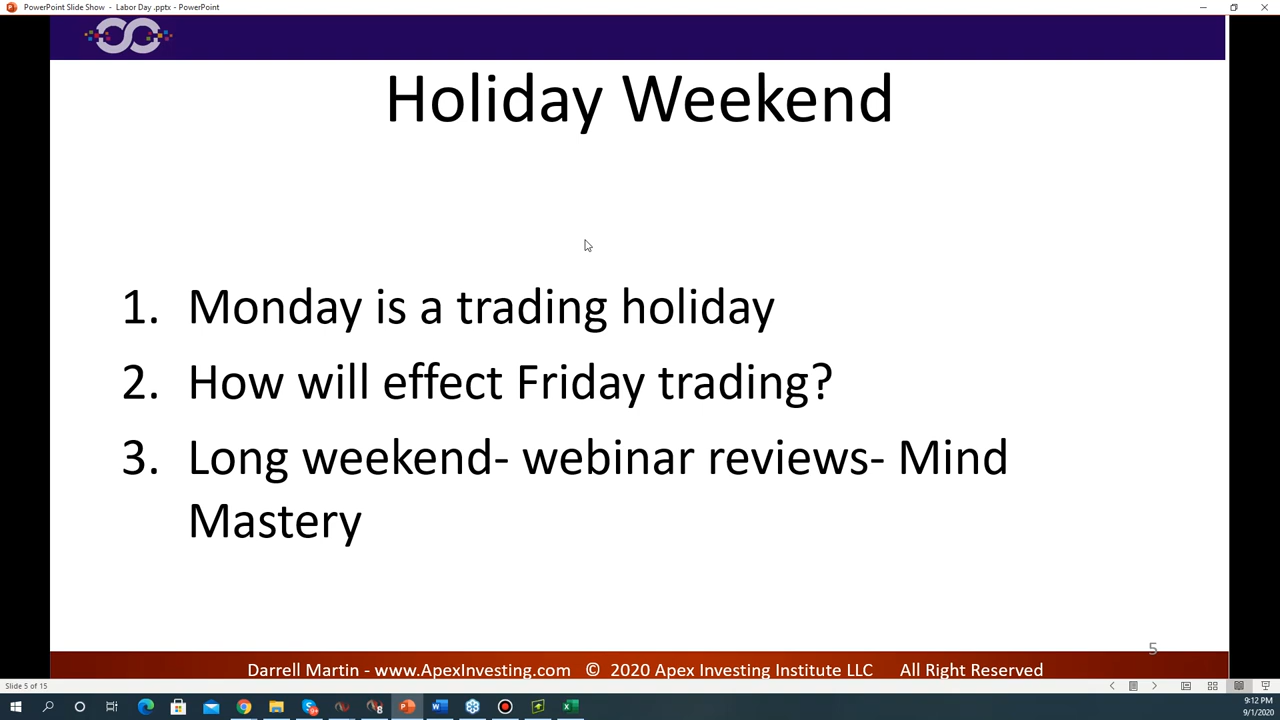 PowerPoint Slide Show - Labor Day .pptx - PowerPoint
Holiday Weekend
1. Monday is a trading holiday
2. How will effect Friday trading?
3. Long weekend- webinar reviews- Mind
Mastery
5
Darrell Martin - www.ApexInvesting.com © 2020 Apex Investing Institute LLC All Right Reserved
Slide 5 of 15
9:12 PM
9/1/2020